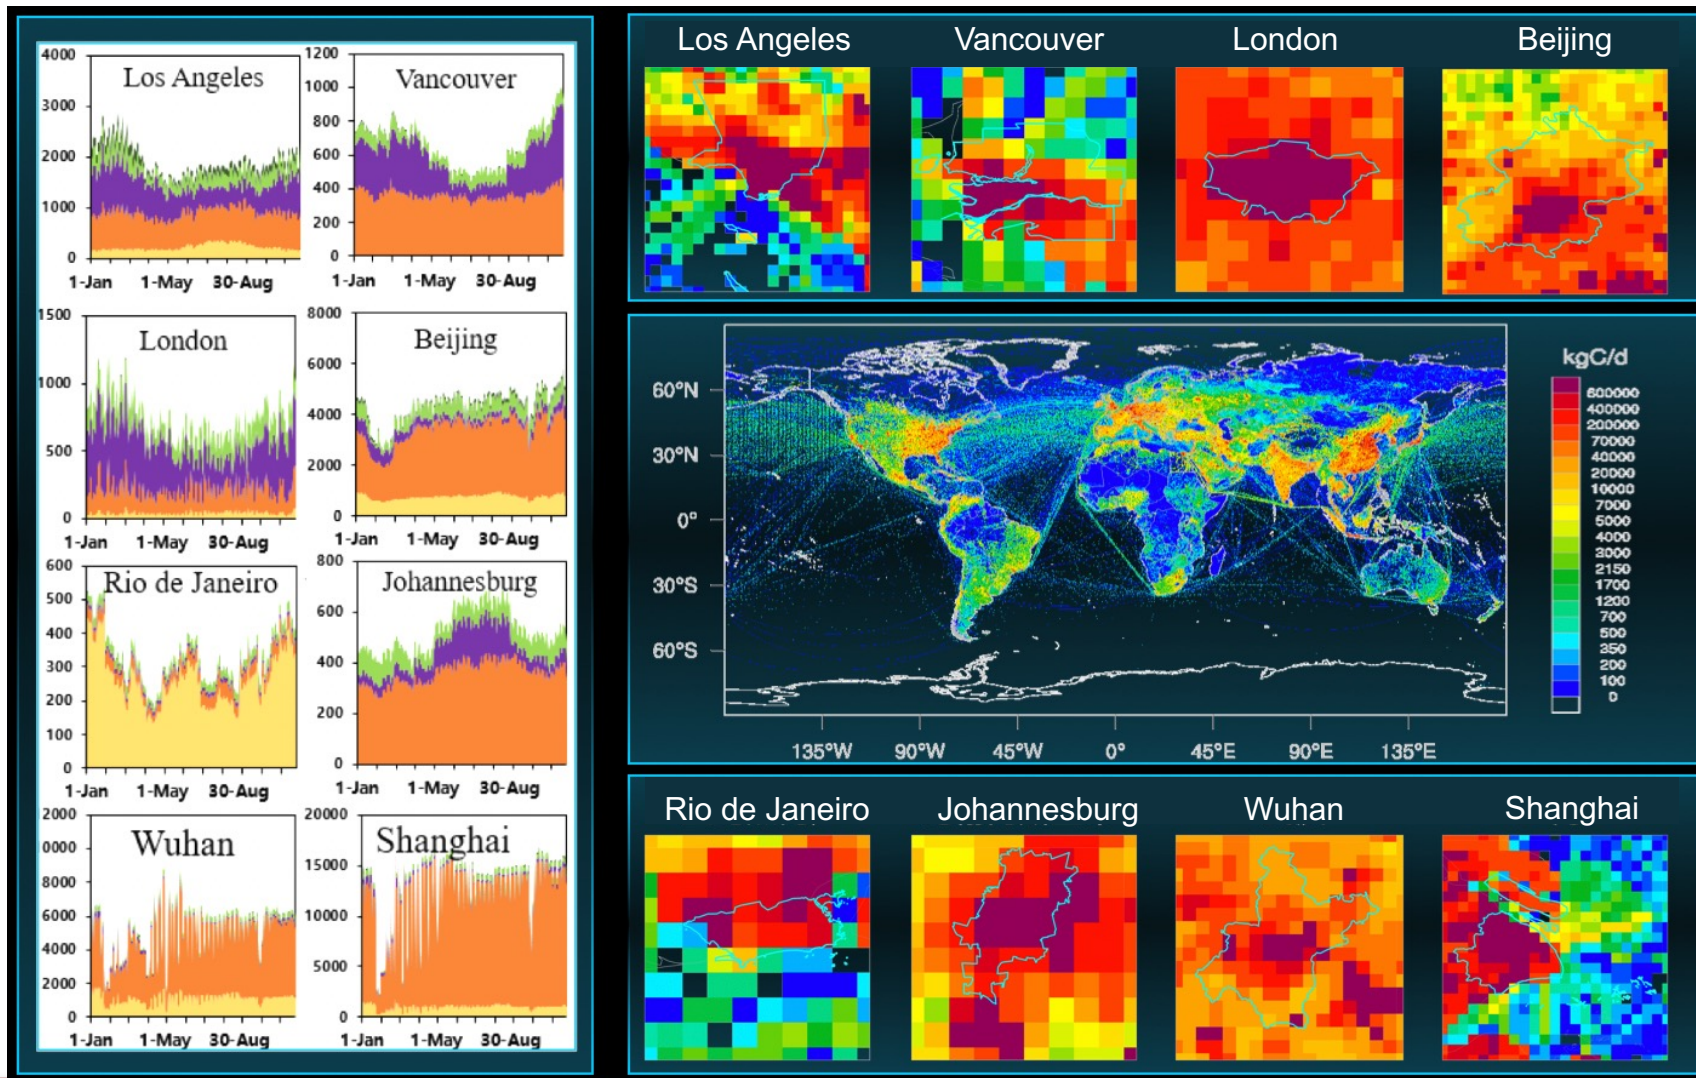 4000
3000
2000
1000
0
Los Angeles
1-Jan 1-May 30-Aug
1200
1000
800
600
400
200
0
Vancouver
1-Jan 1-May 30-Aug
1500
1000
500
0
London
1-Jan 1-May 30-Aug
8000
6000
4000
2000
0
Beijing
1-Jan 1-May 30-Aug
600
500
400
300
200
100
0
Rio de Janeiro
1-Jan 1-May 30-Aug
800
600
400
200
0
Johannesburg
1-Jan 1-May 30-Aug
2000
0000
8000
6000
4000
2000
0
Wuhan
1-Jan 1-May 30-Aug
20000
15000
10000
5000
0
Shanghai
1-Jan 1-May 30-Aug
Los Angeles Vancouver London Beijing
60°N
30°N
0°
30°S
60°S
135°W 90°W 45°W 0° 45°E 90°E 135°E
kgC/d
600000
400000
200000
70000
40000
20000
10000
7000
5000
4000
3000
2150
1700
1200
700
500
350
200
100
0
Rio de Janeiro Johannesburg Wuhan Shanghai